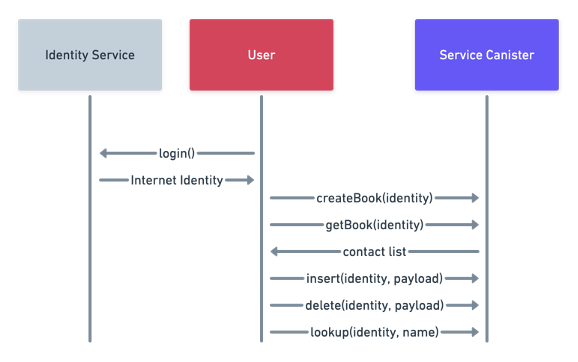 Identity Service
User
Service Canister
login()
Internet Identity
createBook(identity)
getBook(identity)
contact list
insert(identity, payload)
delete(identity, payload)
lookup(identity, name)